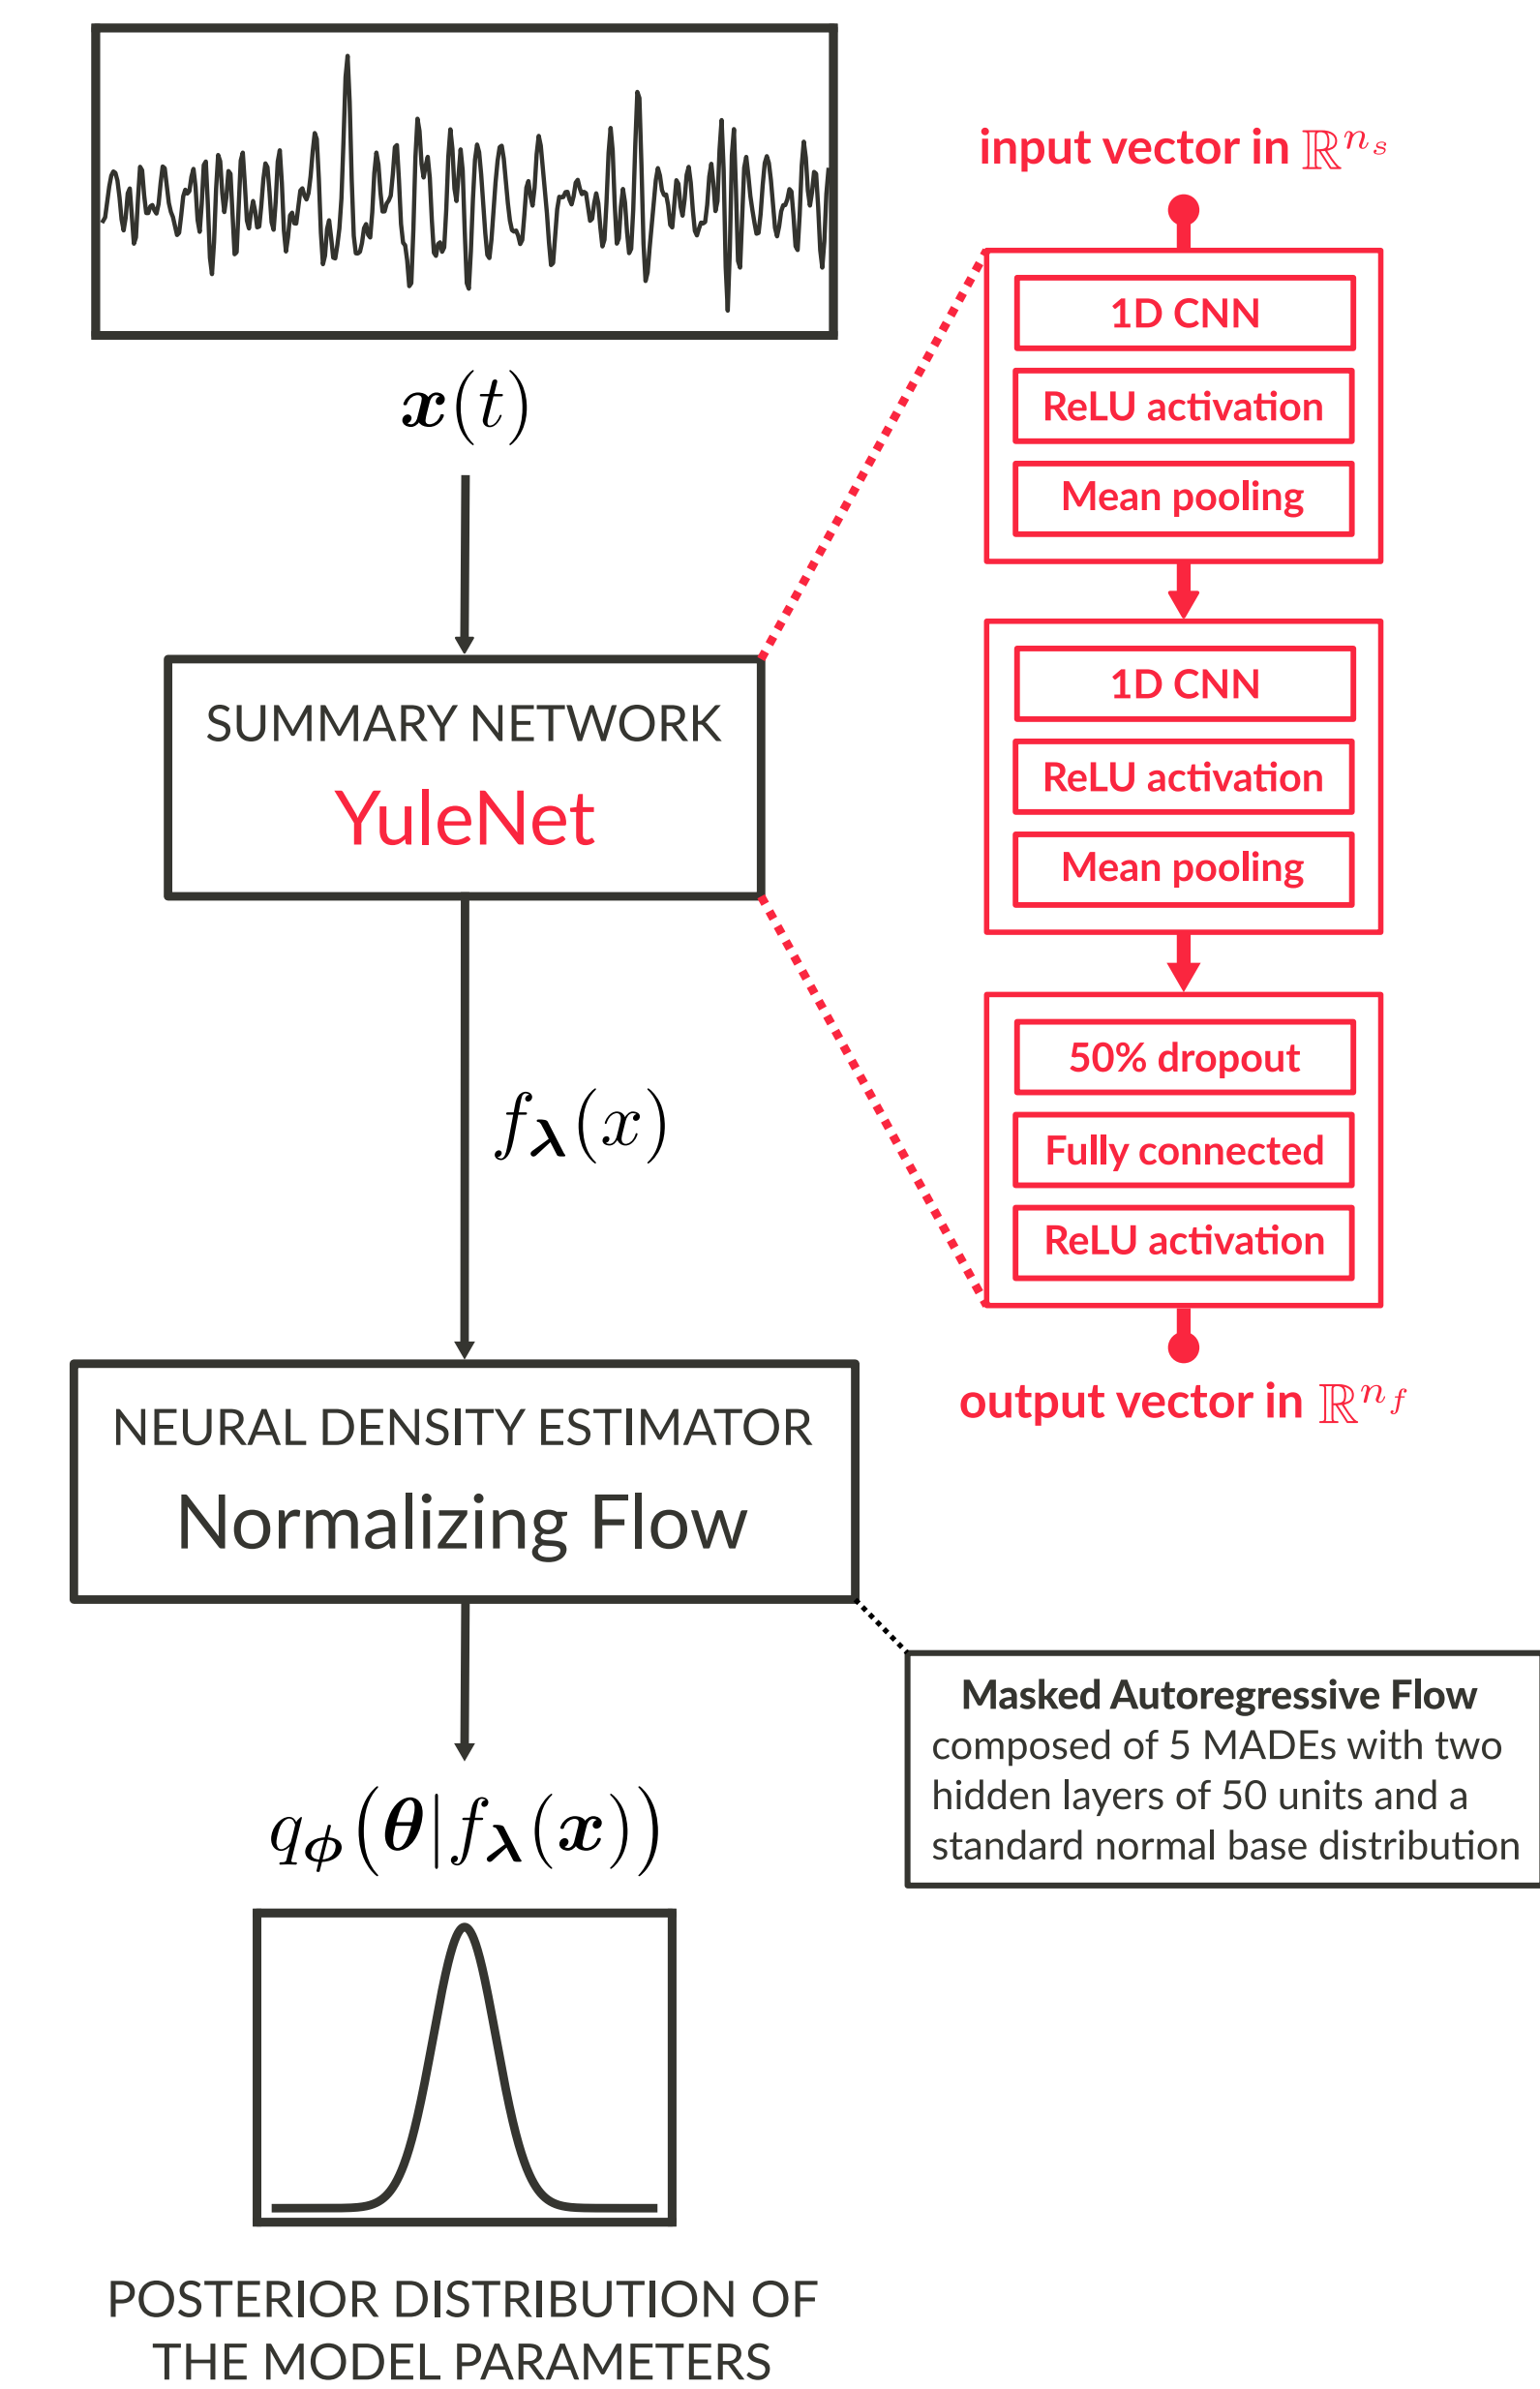 𝒙(t)
SUMMARY NETWORK
YuleNet
f_𝝀(x)
NEURAL DENSITY ESTIMATOR
Normalizing Flow
q_ϕ(𝜽|f_𝝀(𝒙))
POSTERIOR DISTRIBUTION OF
THE MODEL PARAMETERS
input vector in ℝ^{n_s}
1D CNN
ReLU activation
Mean pooling
1D CNN
ReLU activation
Mean pooling
50% dropout
Fully connected
ReLU activation
output vector in ℝ^{n_f}
Masked Autoregressive Flow
composed of 5 MADEs with two
hidden layers of 50 units and a
standard normal base distribution